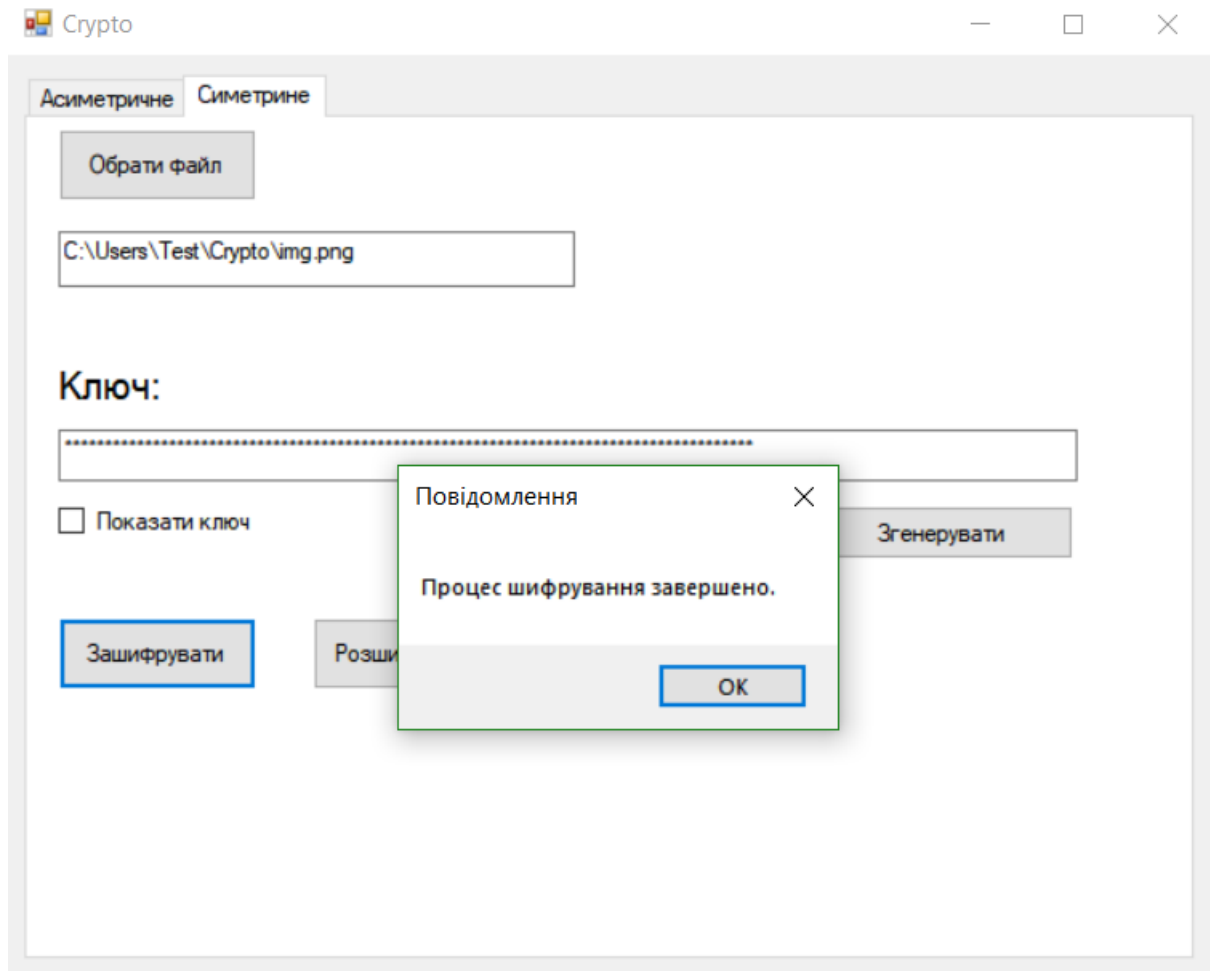 Crypto
Асиметричне Симетрине
Обрати файл
C:\Users\Test\Crypto\img.png
Ключ:
Повідомлення
Показати ключ
Згенерувати
Процес шифрування завершено.
Зашифрувати
OK